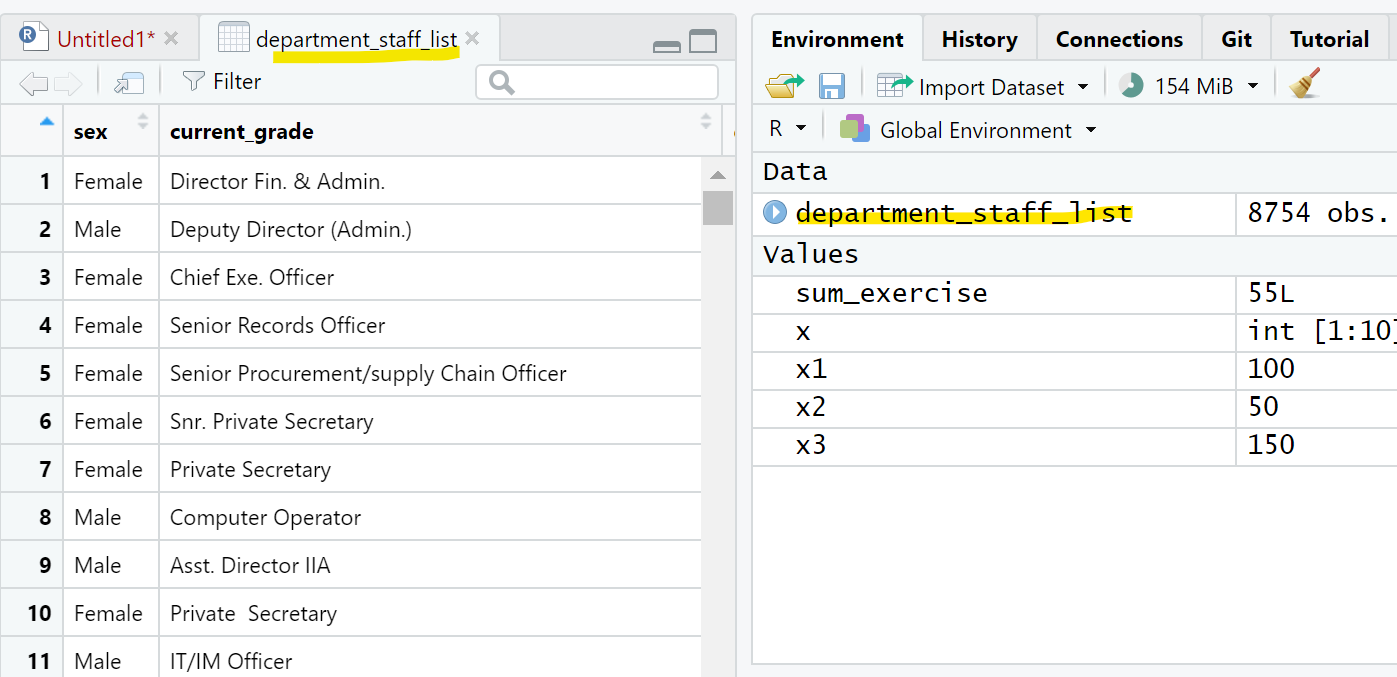 Untitled1*
department_staff_list
Filter
sex current_grade
1 Female Director Fin. & Admin.
2 Male Deputy Director (Admin.)
3 Female Chief Exe. Officer
4 Female Senior Records Officer
5 Female Senior Procurement/supply Chain Officer
6 Female Snr. Private Secretary
7 Female Private Secretary
8 Male Computer Operator
9 Male Asst. Director IIA
10 Female Private  Secretary
11 Male IT/IM Officer
Environment History Connections Git Tutorial
Import Dataset 154 MiB
R Global Environment
Data
department_staff_list 8754 obs.
Values
sum_exercise 55L
x int [1:10]
x1 100
x2 50
x3 150